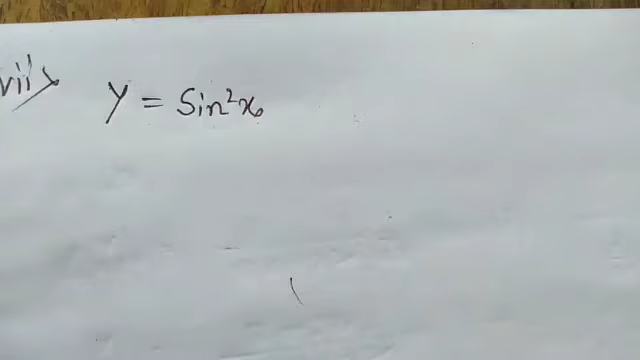 vii> y = Sin²x